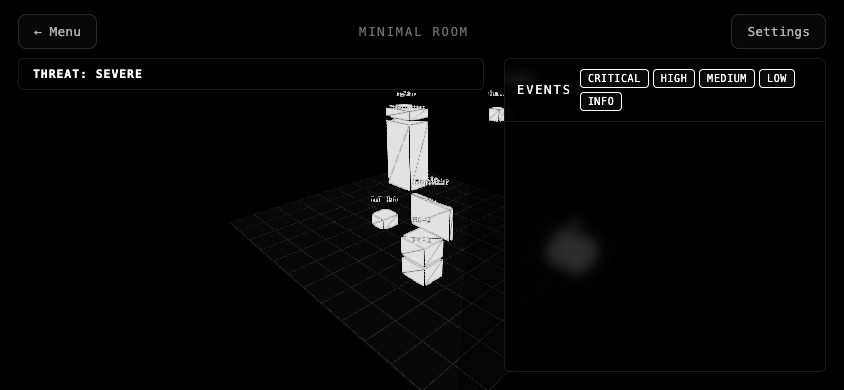 ← Menu
MINIMAL ROOM
Settings
THREAT: SEVERE
EVENTS
CRITICAL HIGH MEDIUM LOW
INFO